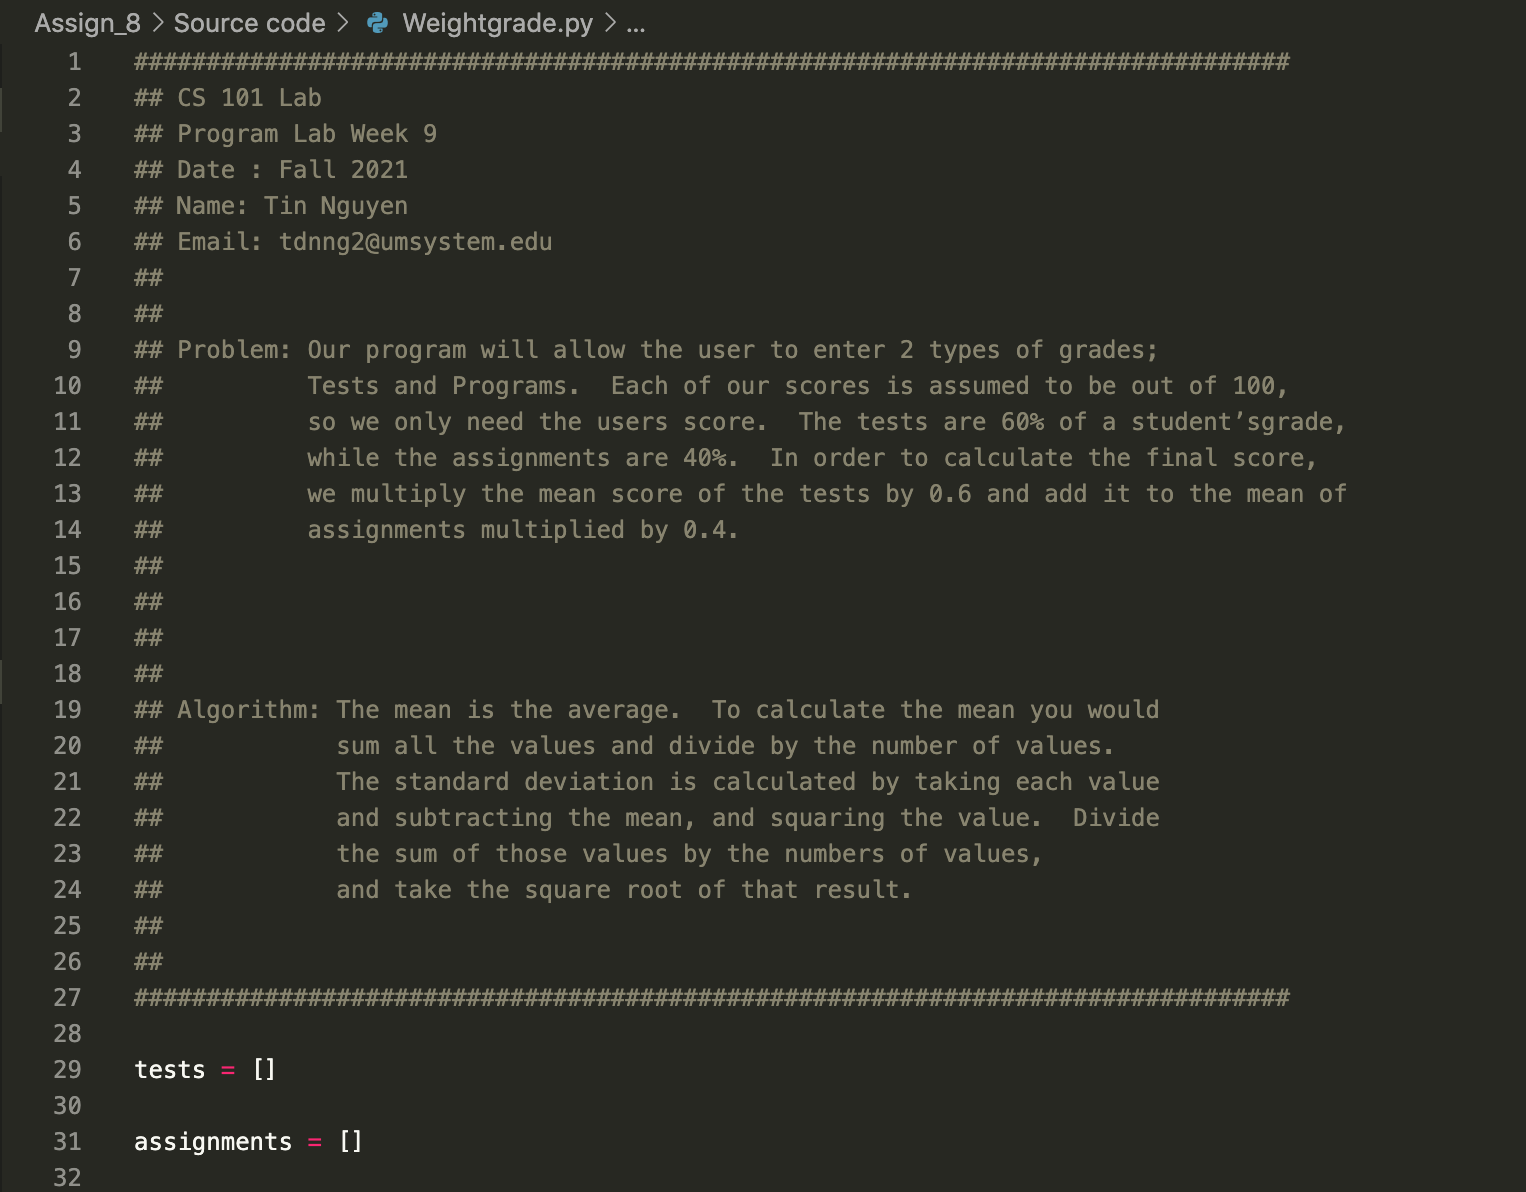 Assign_8 > Source code > Weightgrade.py > ...
1 ################################################################################
2 ## CS 101 Lab
3 ## Program Lab Week 9
4 ## Date : Fall 2021
5 ## Name: Tin Nguyen
6 ## Email: tdnng2@umsystem.edu
7 ##
8 ##
9 ## Problem: Our program will allow the user to enter 2 types of grades;
10 ##          Tests and Programs.  Each of our scores is assumed to be out of 100,
11 ##          so we only need the users score.  The tests are 60% of a student’sgrade,
12 ##          while the assignments are 40%.  In order to calculate the final score,
13 ##          we multiply the mean score of the tests by 0.6 and add it to the mean of
14 ##          assignments multiplied by 0.4.
15 ##
16 ##
17 ##
18 ##
19 ## Algorithm: The mean is the average.  To calculate the mean you would
20 ##            sum all the values and divide by the number of values.
21 ##            The standard deviation is calculated by taking each value
22 ##            and subtracting the mean, and squaring the value.  Divide
23 ##            the sum of those values by the numbers of values,
24 ##            and take the square root of that result.
25 ##
26 ##
27 ################################################################################
28
29 tests = []
30
31 assignments = []
32